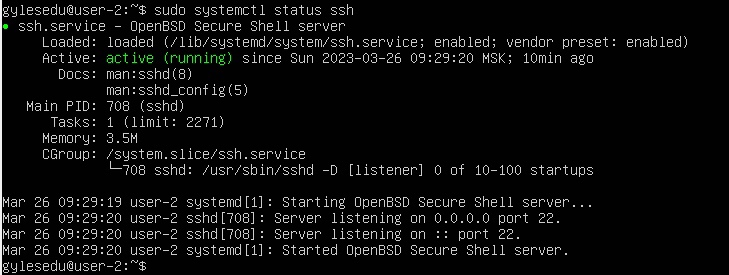 gylesedu@user-2:~$ sudo systemctl status ssh
● ssh.service – OpenBSD Secure Shell server
Loaded: loaded (/lib/systemd/system/ssh.service; enabled; vendor preset: enabled)
Active: active (running) since Sun 2023-03-26 09:29:20 MSK; 10min ago
Docs: man:sshd(8)
man:sshd_config(5)
Main PID: 708 (sshd)
Tasks: 1 (limit: 2271)
Memory: 3.5M
CGroup: /system.slice/ssh.service
└─708 sshd: /usr/sbin/sshd -D [listener] 0 of 10-100 startups
Mar 26 09:29:19 user-2 systemd[1]: Starting OpenBSD Secure Shell server...
Mar 26 09:29:20 user-2 sshd[708]: Server listening on 0.0.0.0 port 22.
Mar 26 09:29:20 user-2 sshd[708]: Server listening on :: port 22.
Mar 26 09:29:20 user-2 systemd[1]: Started OpenBSD Secure Shell server.
gylesedu@user-2:~$